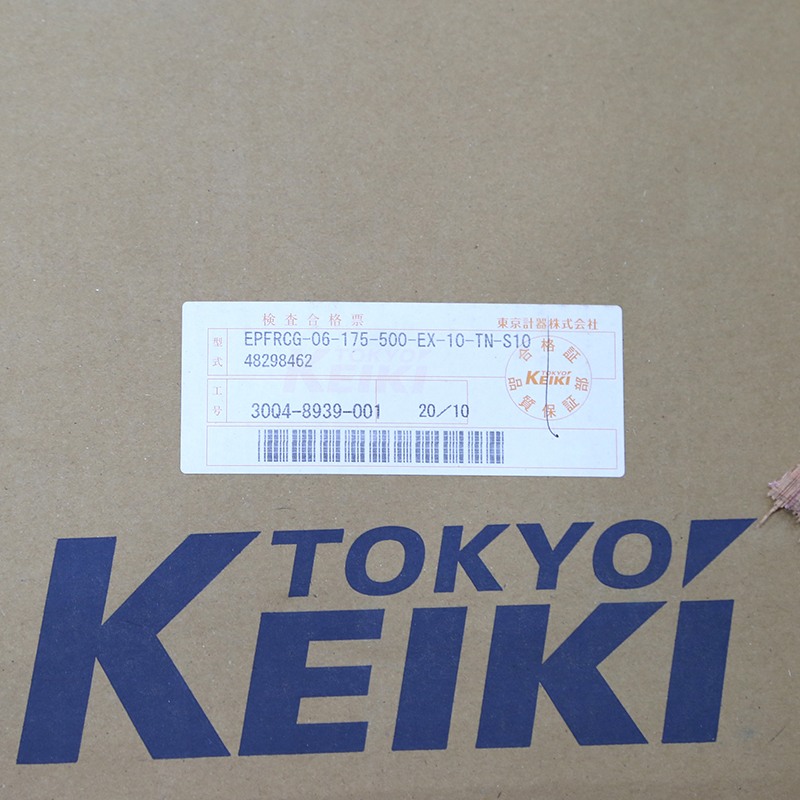 検査合格票
東京計器株式会社
型式
EPFRCG-06-175-500-EX-10-TN-S10
48298462
工号
30Q4-8939-001
20/10
合格証
TOKYO
KEIKI
品質保証部
TOKYO
KEIKI